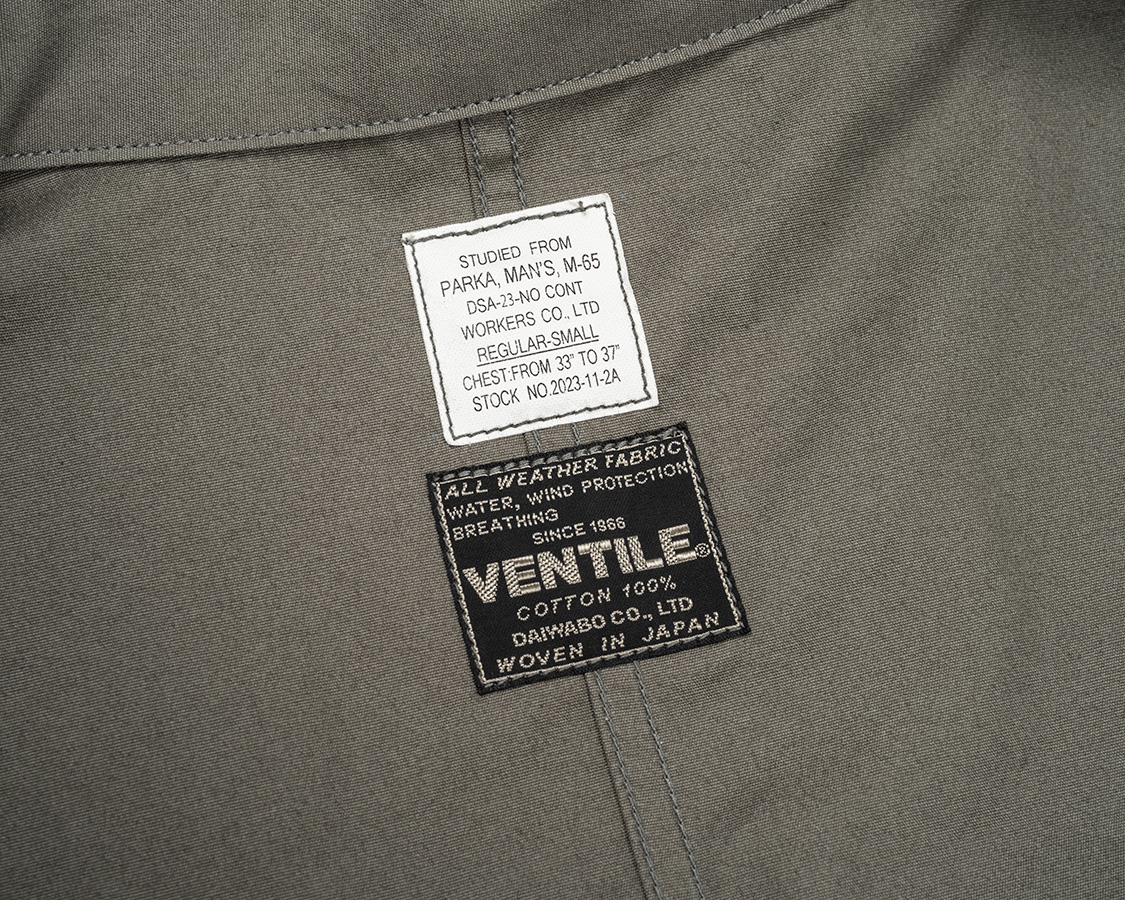 STUDIED FROM
PARKA, MAN'S, M-65
DSA-23-NO CONT
WORKERS CO., LTD
REGULAR-SMALL
CHEST:FROM 33" TO 37"
STOCK NO.2023-11-2A
ALL WEATHER FABRIC
WATER, WIND PROTECTION
BREATHING
SINCE 1966
VENTILE®
COTTON 100%
DAIWABO CO., LTD
WOVEN IN JAPAN